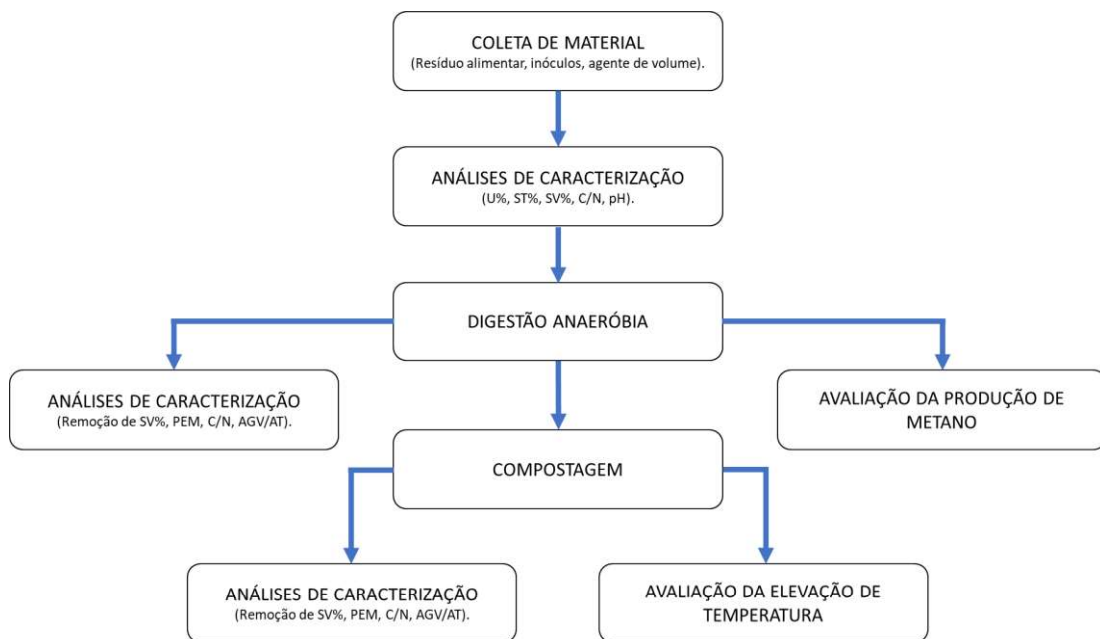 COLETA DE MATERIAL
(Resíduo alimentar, inóculos, agente de volume).
ANÁLISES DE CARACTERIZAÇÃO
(U%, ST%, SV%, C/N, pH).
DIGESTÃO ANAERÓBIA
ANÁLISES DE CARACTERIZAÇÃO
(Remoção de SV%, PEM, C/N, AGV/AT).
AVALIAÇÃO DA PRODUÇÃO DE
METANO
COMPOSTAGEM
ANÁLISES DE CARACTERIZAÇÃO
(Remoção de SV%, PEM, C/N, AGV/AT).
AVALIAÇÃO DA ELEVAÇÃO DE
TEMPERATURA